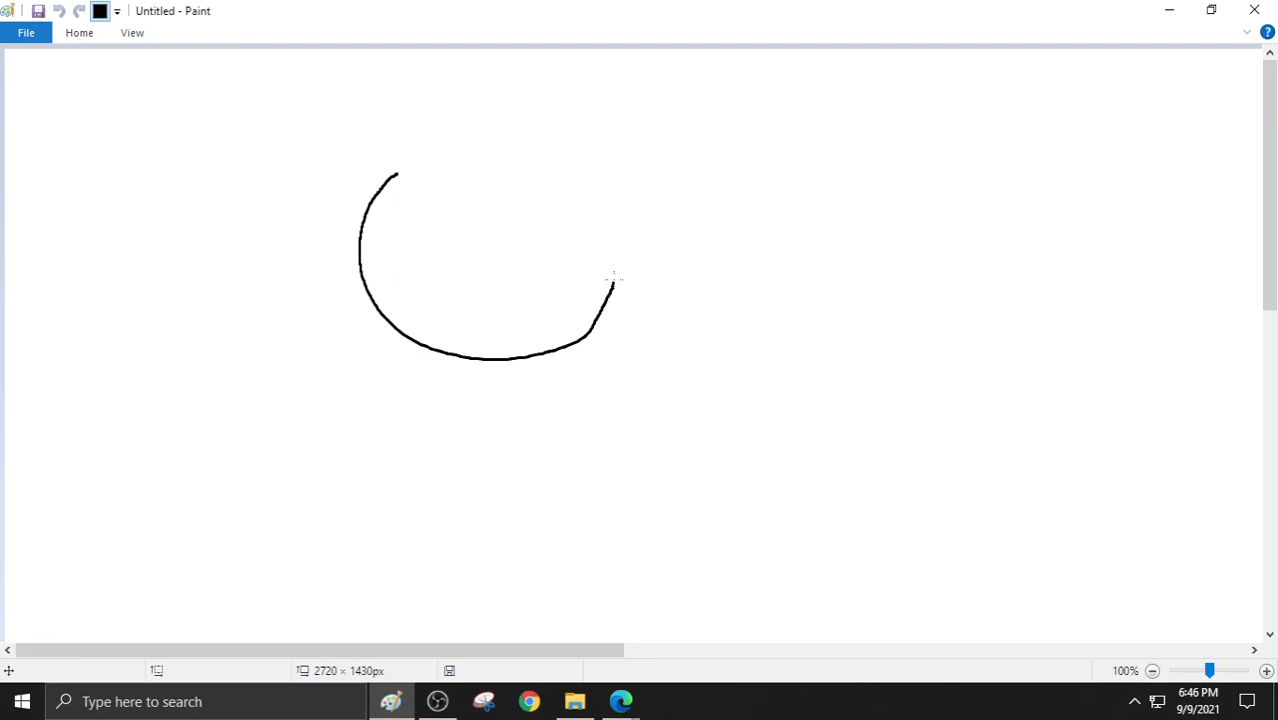 Untitled - Paint
File Home View
2720 × 1430px 100%
Type here to search
6:46 PM
9/9/2021